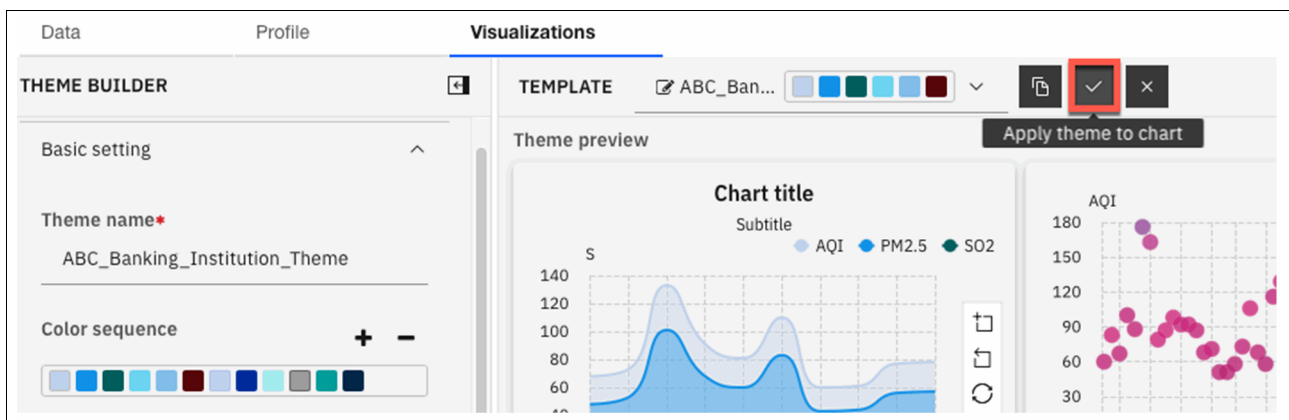 Data Profile Visualizations
THEME BUILDER
TEMPLATE ABC_Ban...
Apply theme to chart
Basic setting
Theme preview
Theme name*
ABC_Banking_Institution_Theme
Color sequence
Chart title
Subtitle
AQI PM2.5 SO2
S
140
120
100
80
60
AQI
180
150
120
90
60
30